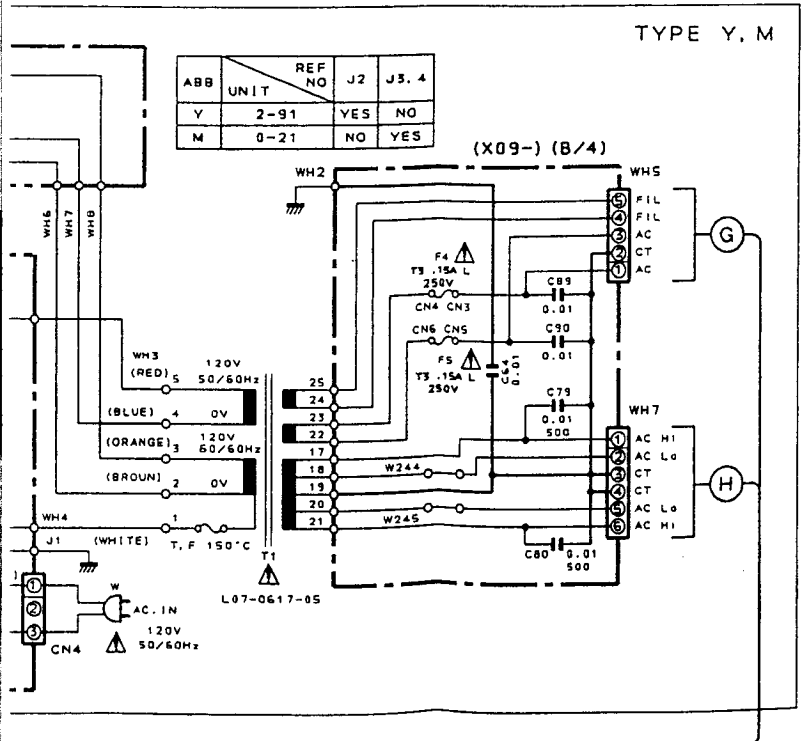 TYPE Y, M
ABB UNIT REF NO J2 J3, 4
Y 2-91 YES NO
M 0-21 NO YES
(X09-) (B/4)
WH2
WH5
5 FIL
4 FIL
3 AC
2 CT
1 AC
G
WH6
WH7
WH8
F4
T3 .15A L
250V
CN4 CN3
C89
0.01
CN6 CN5
C90
0.01
F5
T3 .15A L
250V
C64
0.01
WH3
(RED) 5
120V
50/60Hz
(BLUE) 4 0V
(ORANGE) 3
120V
60/60Hz
(BROUN) 2 0V
WH4
1
(WHITE)
T, F 150°C
J1
T1
L07-0617-05
25
24
23
22
17
18
19
20
21
C79
0.01
500
W244
W245
C80 0.01
500
WH7
1 AC Hi
2 AC Lo
3 CT
4 CT
5 AC Lo
6 AC Hi
H
1
2
3
CN4
W
AC. IN
120V
50/60Hz